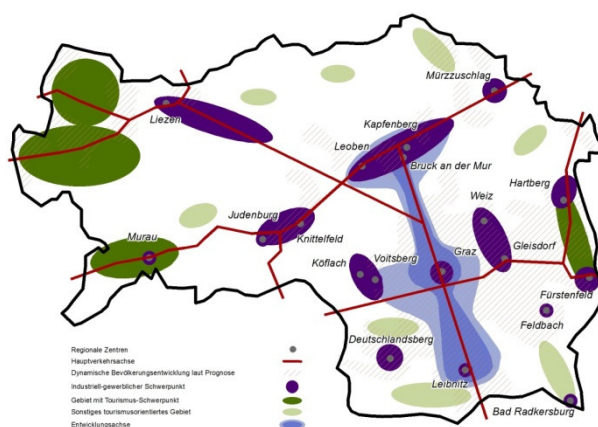 Mürzzuschlag
Kapfenberg
Liezen
Leoben
Bruck an der Mur
Hartberg
Weiz
Judenburg
Murau
Knittelfeld
Gleisdorf
Voitsberg
Graz
Köflach
Fürstenfeld
Feldbach
Deutschlandsberg
Leibnitz
Bad Radkersburg
Regionale Zentren
Hauptverkehrsachse
Dynamische Bevölkerungsentwicklung laut Prognose
Industriell-gewerblicher Schwerpunkt
Gebiet mit Tourismus-Schwerpunkt
Sonstiges tourismusorientiertes Gebiet
Entwicklungsachse